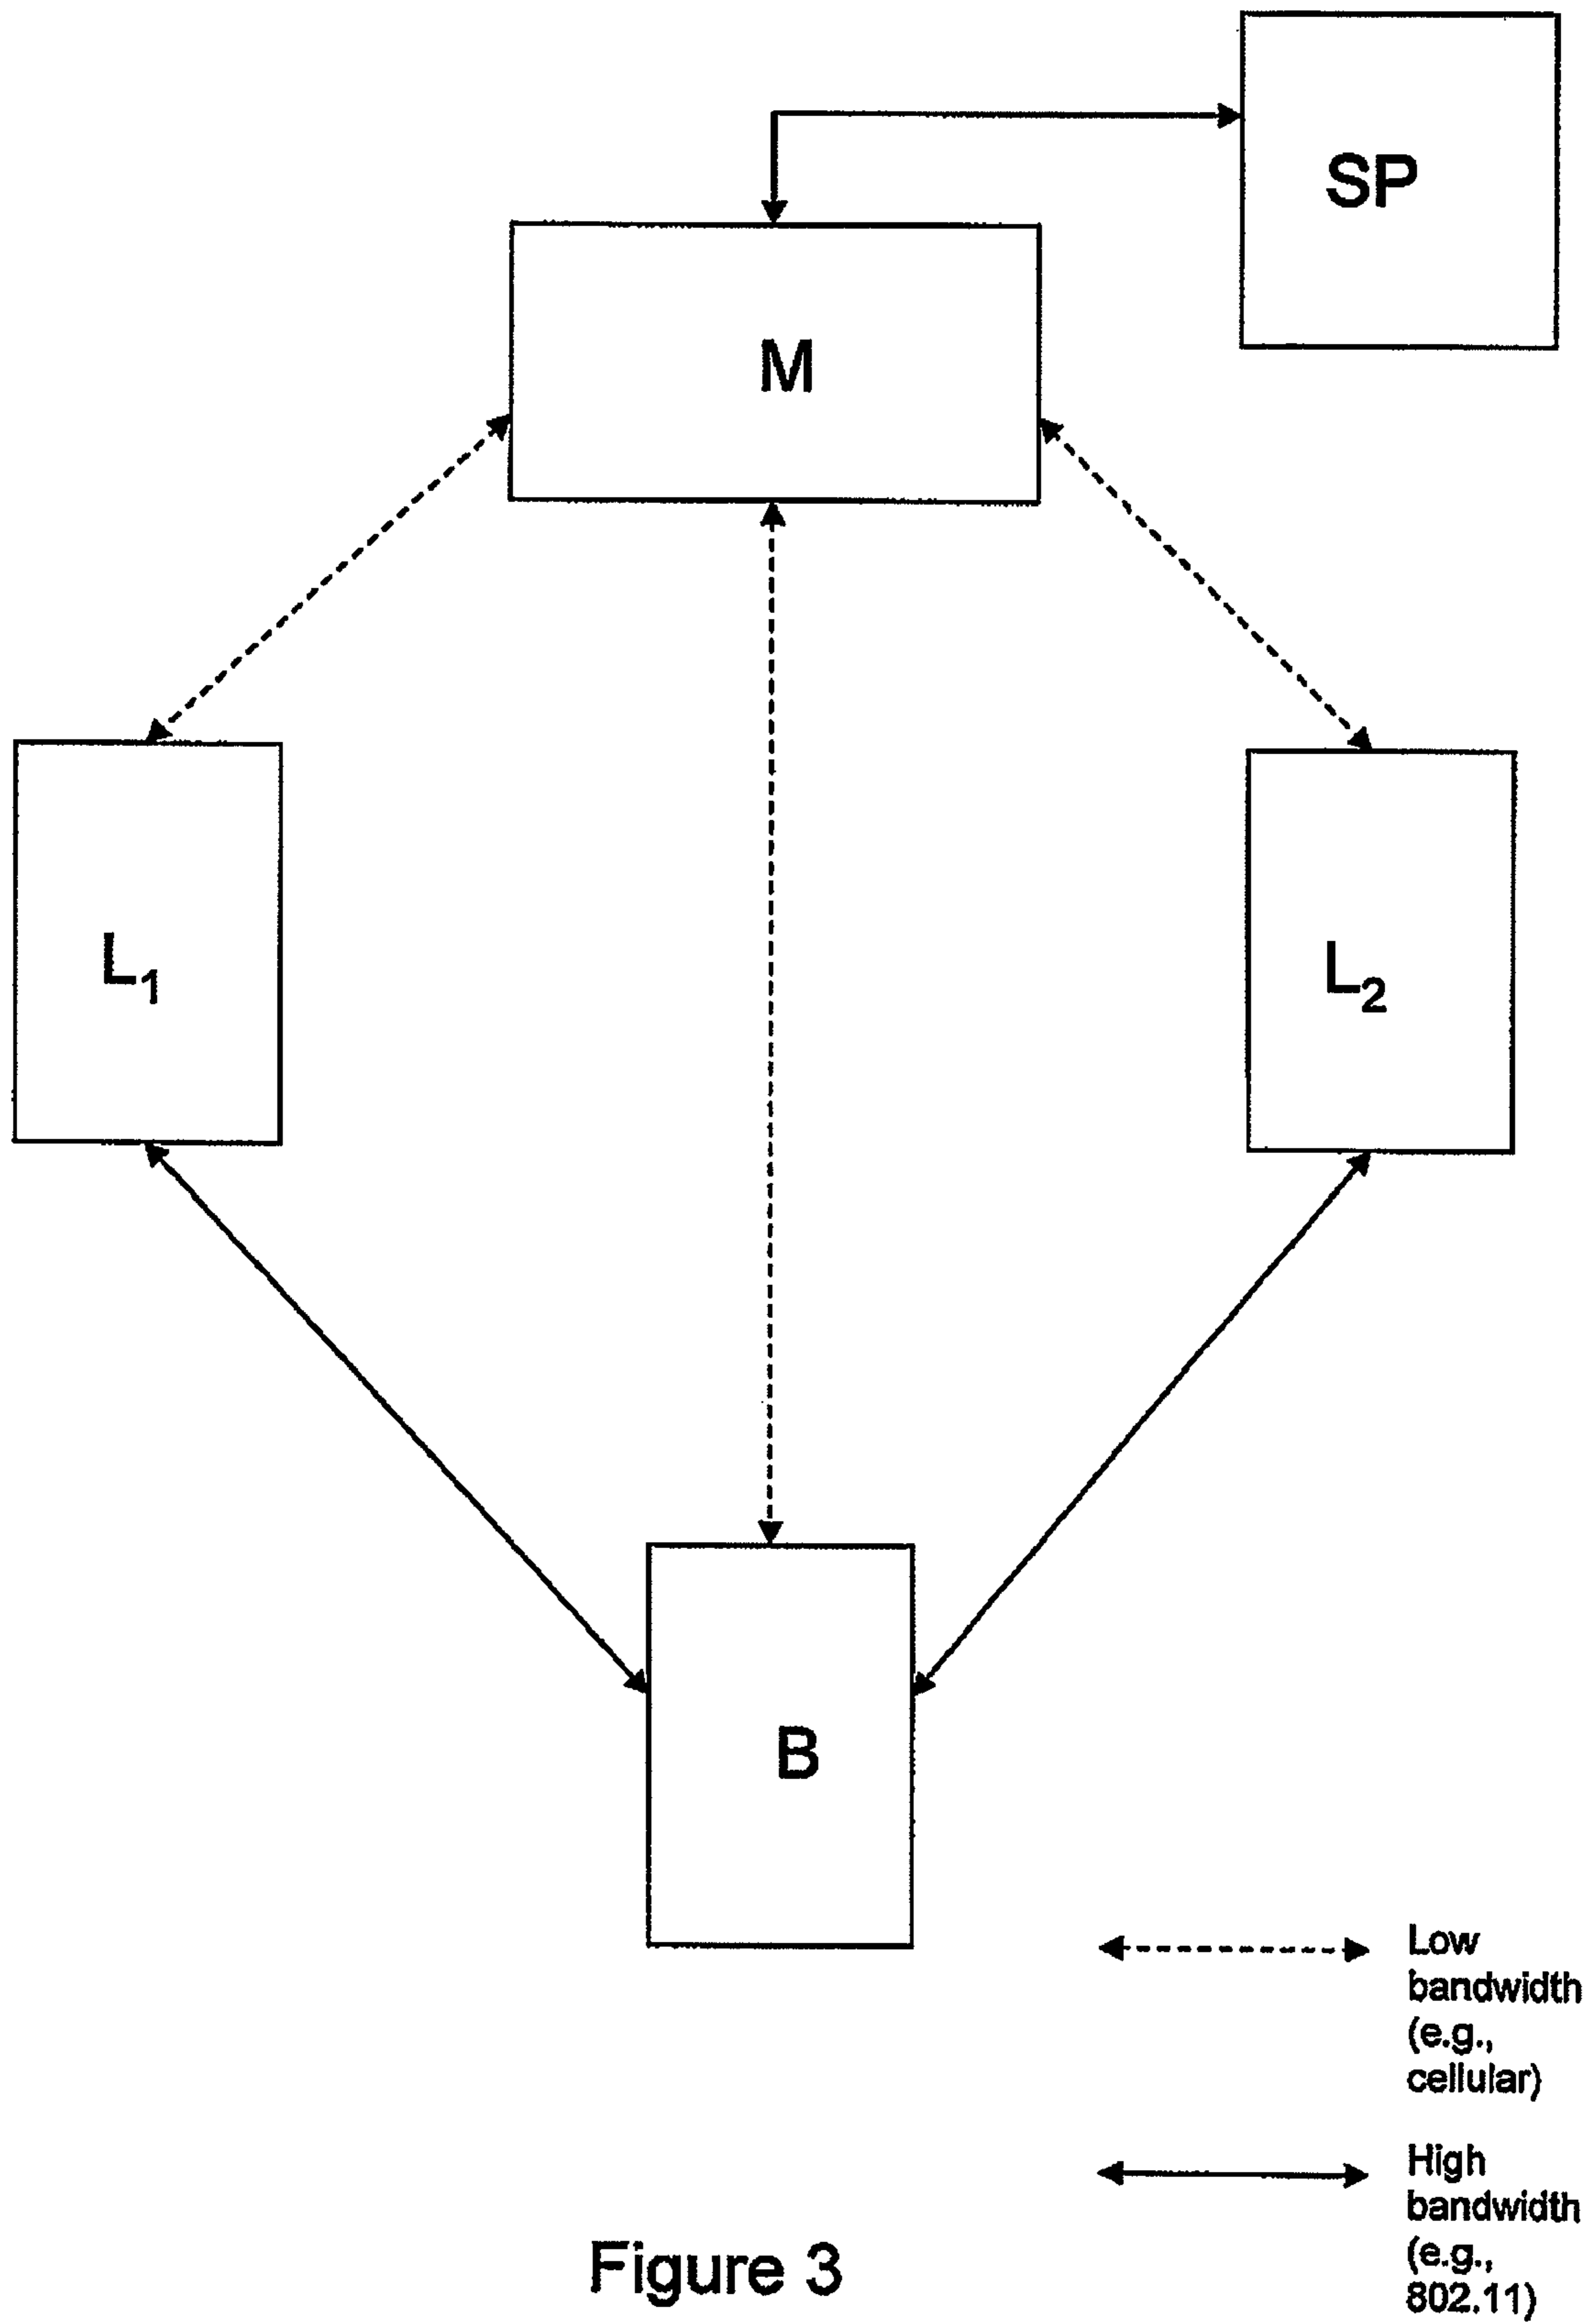 SP
M
L1
L2
B
Low
bandwidth
(e.g.,
cellular)
High
bandwidth
(e.g.,
802.11)
Figure 3